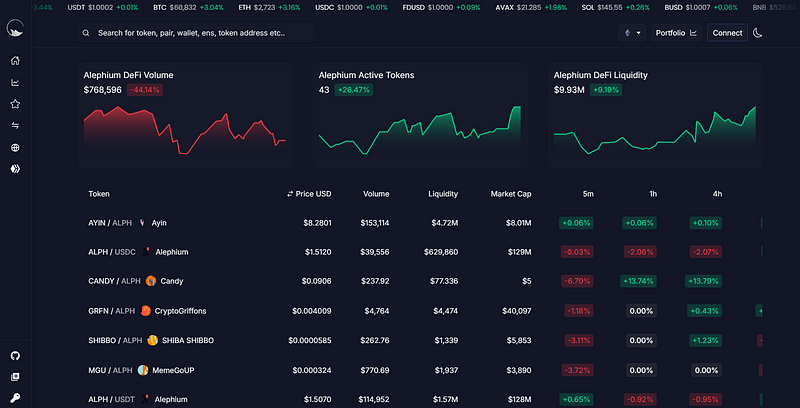 3.44% USDT $1.0002 +0.01% BTC $60,832 +3.04% ETH $2,723 +3.16% USDC $1.0000 +0.01% FDUSD $1.0000 +0.09% AVAX $21.285 +1.96% SOL $145.55 +0.26% BUSD $1.0007 +0.06% BNB
Search for token, pair, wallet, ens, token address etc.. Portfolio Connect
Alephium DeFi Volume
$768,596 -44.14%
Alephium Active Tokens
43 +26.47%
Alephium DeFi Liquidity
$9.93M +9.19%
Token Price USD Volume Liquidity Market Cap 5m 1h 4h
AYIN / ALPH Ayin $8.2801 $153,114 $4.72M $8.01M +0.06% +0.06% +0.10%
ALPH / USDC Alephium $1.5120 $39,556 $629,860 $129M -0.03% -2.06% -2.07%
CANDY / ALPH Candy $0.0906 $237.92 $77.336 $5 -6.70% +13.74% +13.79%
GRFN / ALPH CryptoGriffons $0.004009 $4,764 $4,474 $40,097 -1.18% 0.00% +0.43%
SHIBBO / ALPH SHIBA SHIBBO $0.0000585 $262.76 $1,339 $5,853 -3.11% 0.00% +1.23%
MGU / ALPH MemeGoUP $0.000324 $770.69 $1,937 $3,890 -3.72% 0.00% 0.00%
ALPH / USDT Alephium $1.5070 $114,952 $1.57M $128M +0.65% -0.92% -0.95%